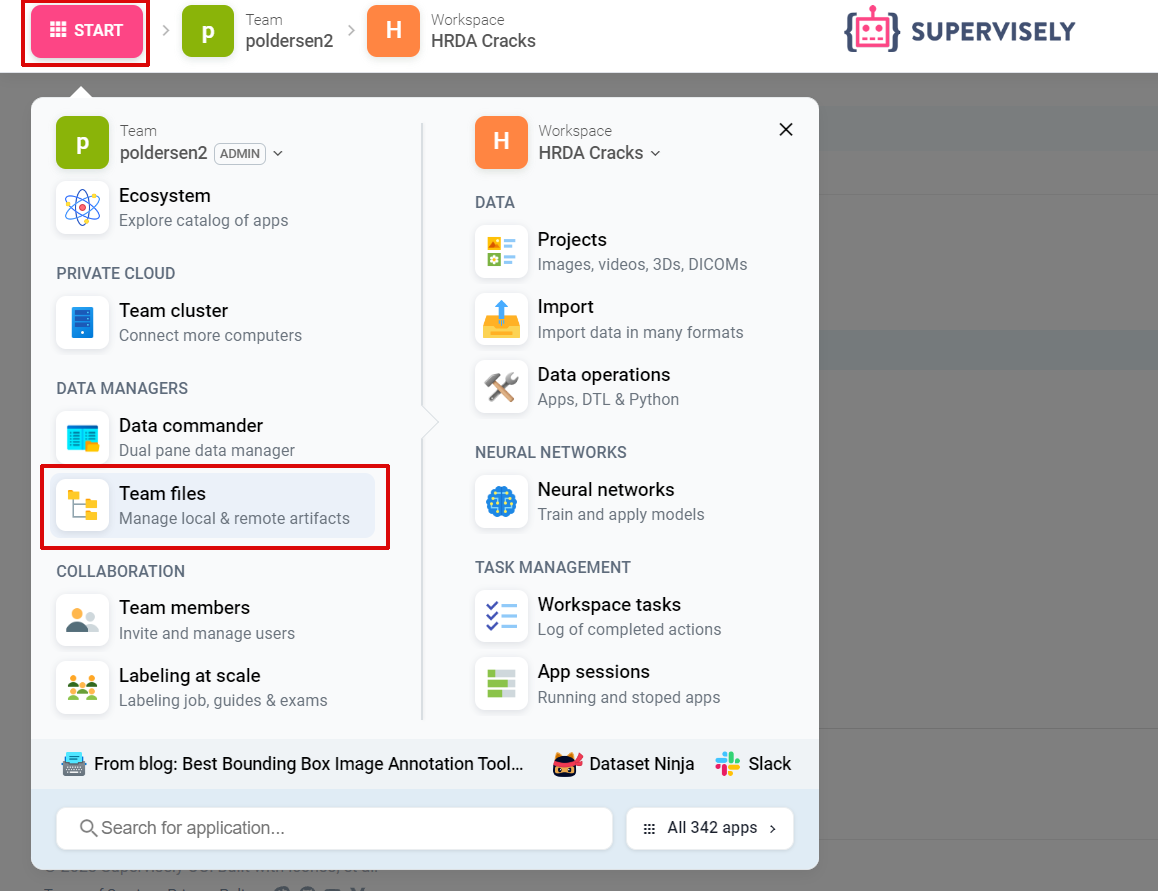 START
p
Team
poldersen2
H
Workspace
HRDA Cracks
SUPERVISELY
p
Team
poldersen2 ADMIN
Ecosystem
Explore catalog of apps
PRIVATE CLOUD
Team cluster
Connect more computers
DATA MANAGERS
Data commander
Dual pane data manager
Team files
Manage local & remote artifacts
COLLABORATION
Team members
Invite and manage users
Labeling at scale
Labeling job, guides & exams
H
Workspace
HRDA Cracks
DATA
Projects
Images, videos, 3Ds, DICOMs
Import
Import data in many formats
Data operations
Apps, DTL & Python
NEURAL NETWORKS
Neural networks
Train and apply models
TASK MANAGEMENT
Workspace tasks
Log of completed actions
App sessions
Running and stoped apps
From blog: Best Bounding Box Image Annotation Tool...
Dataset Ninja
Slack
Search for application...
All 342 apps